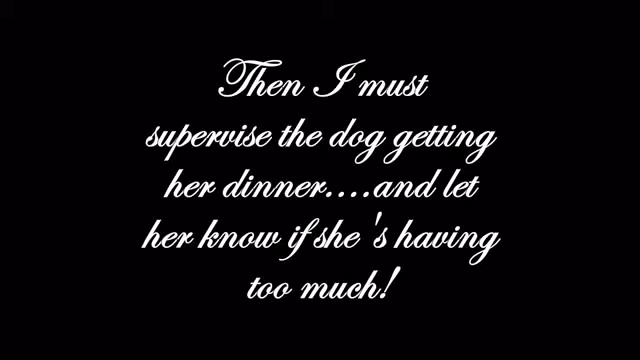 Then I must
supervise the dog getting
her dinner....and let
her know if she's having
too much!